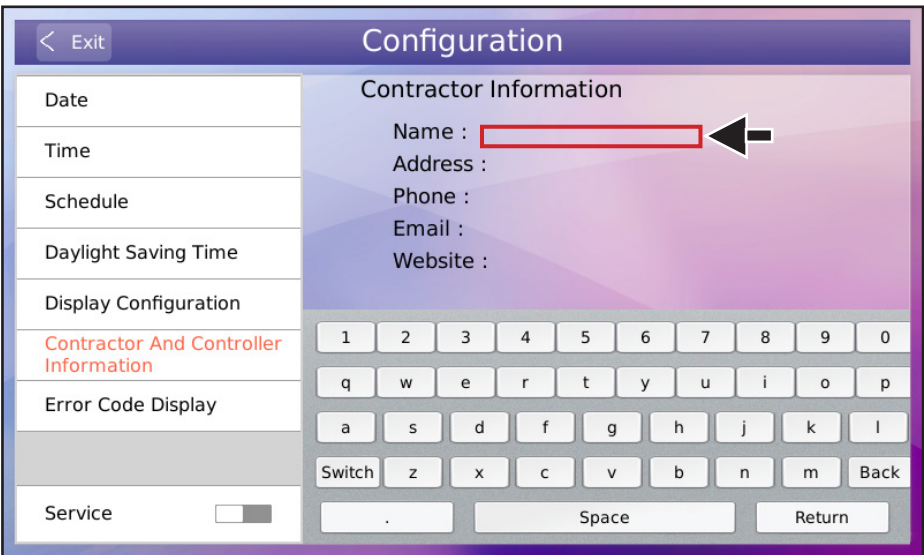 < Exit
Configuration
Date
Time
Schedule
Daylight Saving Time
Display Configuration
Contractor And Controller
Information
Error Code Display
Service
Contractor Information
Name :
Address :
Phone :
Email :
Website :
1 2 3 4 5 6 7 8 9 0
q w e r t y u i o p
a s d f g h j k l
Switch z x c v b n m Back
. Space Return